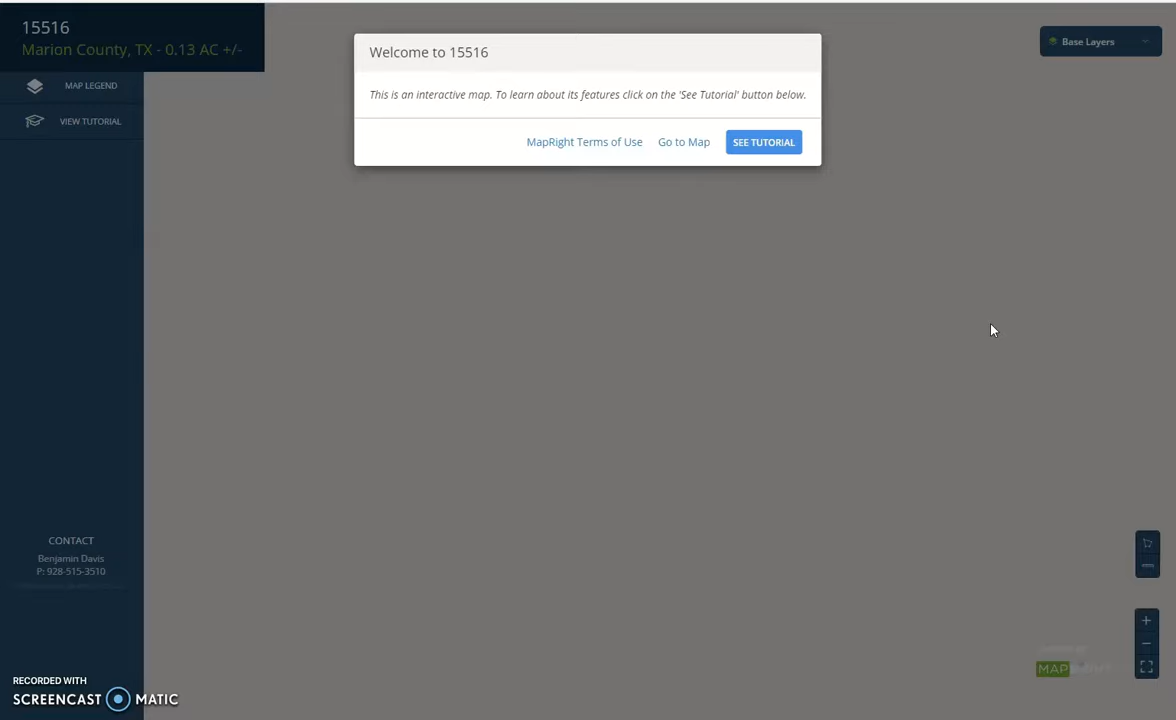 15516
Marion County, TX - 0.13 AC +/-
MAP LEGEND
VIEW TUTORIAL
Welcome to 15516
This is an interactive map. To learn about its features click on the 'See Tutorial' button below.
MapRight Terms of Use
Go to Map
SEE TUTORIAL
Base Layers
CONTACT
Benjamin Davis
P: 928-515-3510
RECORDED WITH
SCREENCAST MATIC
MAP